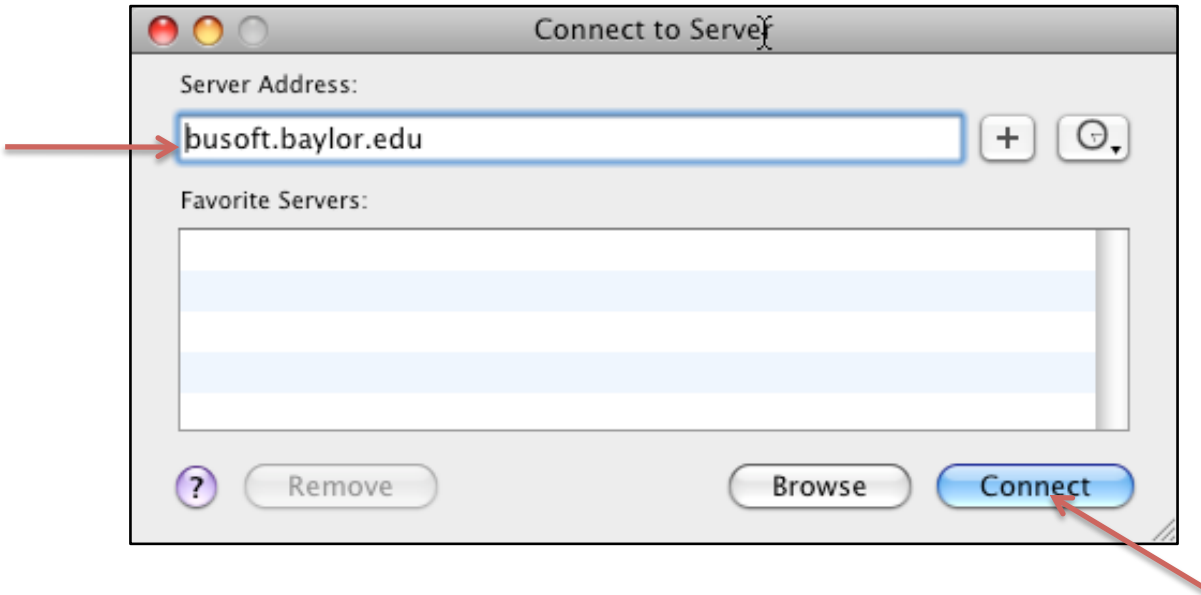 Connect to Server
Server Address:
busoft.baylor.edu
+
Favorite Servers:
?
Remove
Browse
Connect